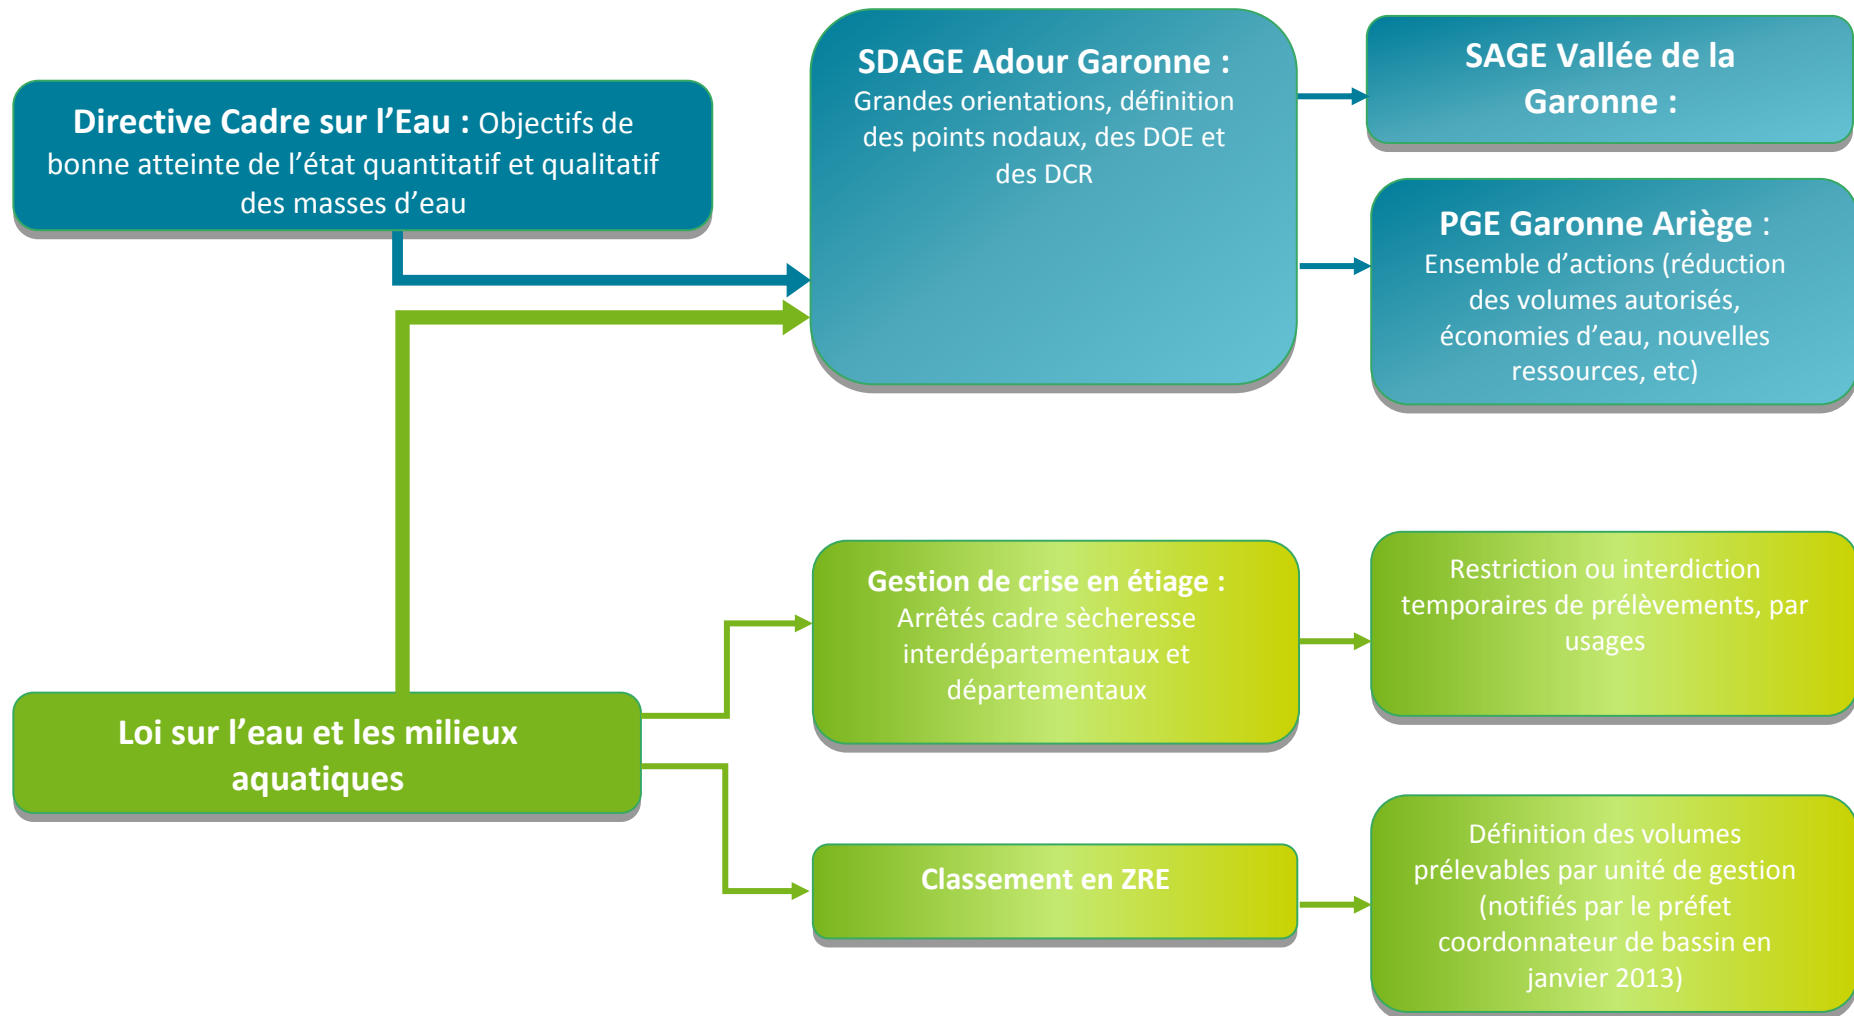 Directive Cadre sur l’Eau : Objectifs de
bonne atteinte de l’état quantitatif et qualitatif
des masses d’eau
SDAGE Adour Garonne :
Grandes orientations, définition
des points nodaux, des DOE et
des DCR
SAGE Vallée de la
Garonne :
PGE Garonne Ariège :
Ensemble d’actions (réduction
des volumes autorisés,
économies d’eau, nouvelles
ressources, etc)
Loi sur l’eau et les milieux
aquatiques
Gestion de crise en étiage :
Arrêtés cadre sècheresse
interdépartementaux et
départementaux
Restriction ou interdiction
temporaires de prélèvements, par
usages
Classement en ZRE
Définition des volumes
prélevables par unité de gestion
(notifiés par le préfet
coordonnateur de bassin en
janvier 2013)